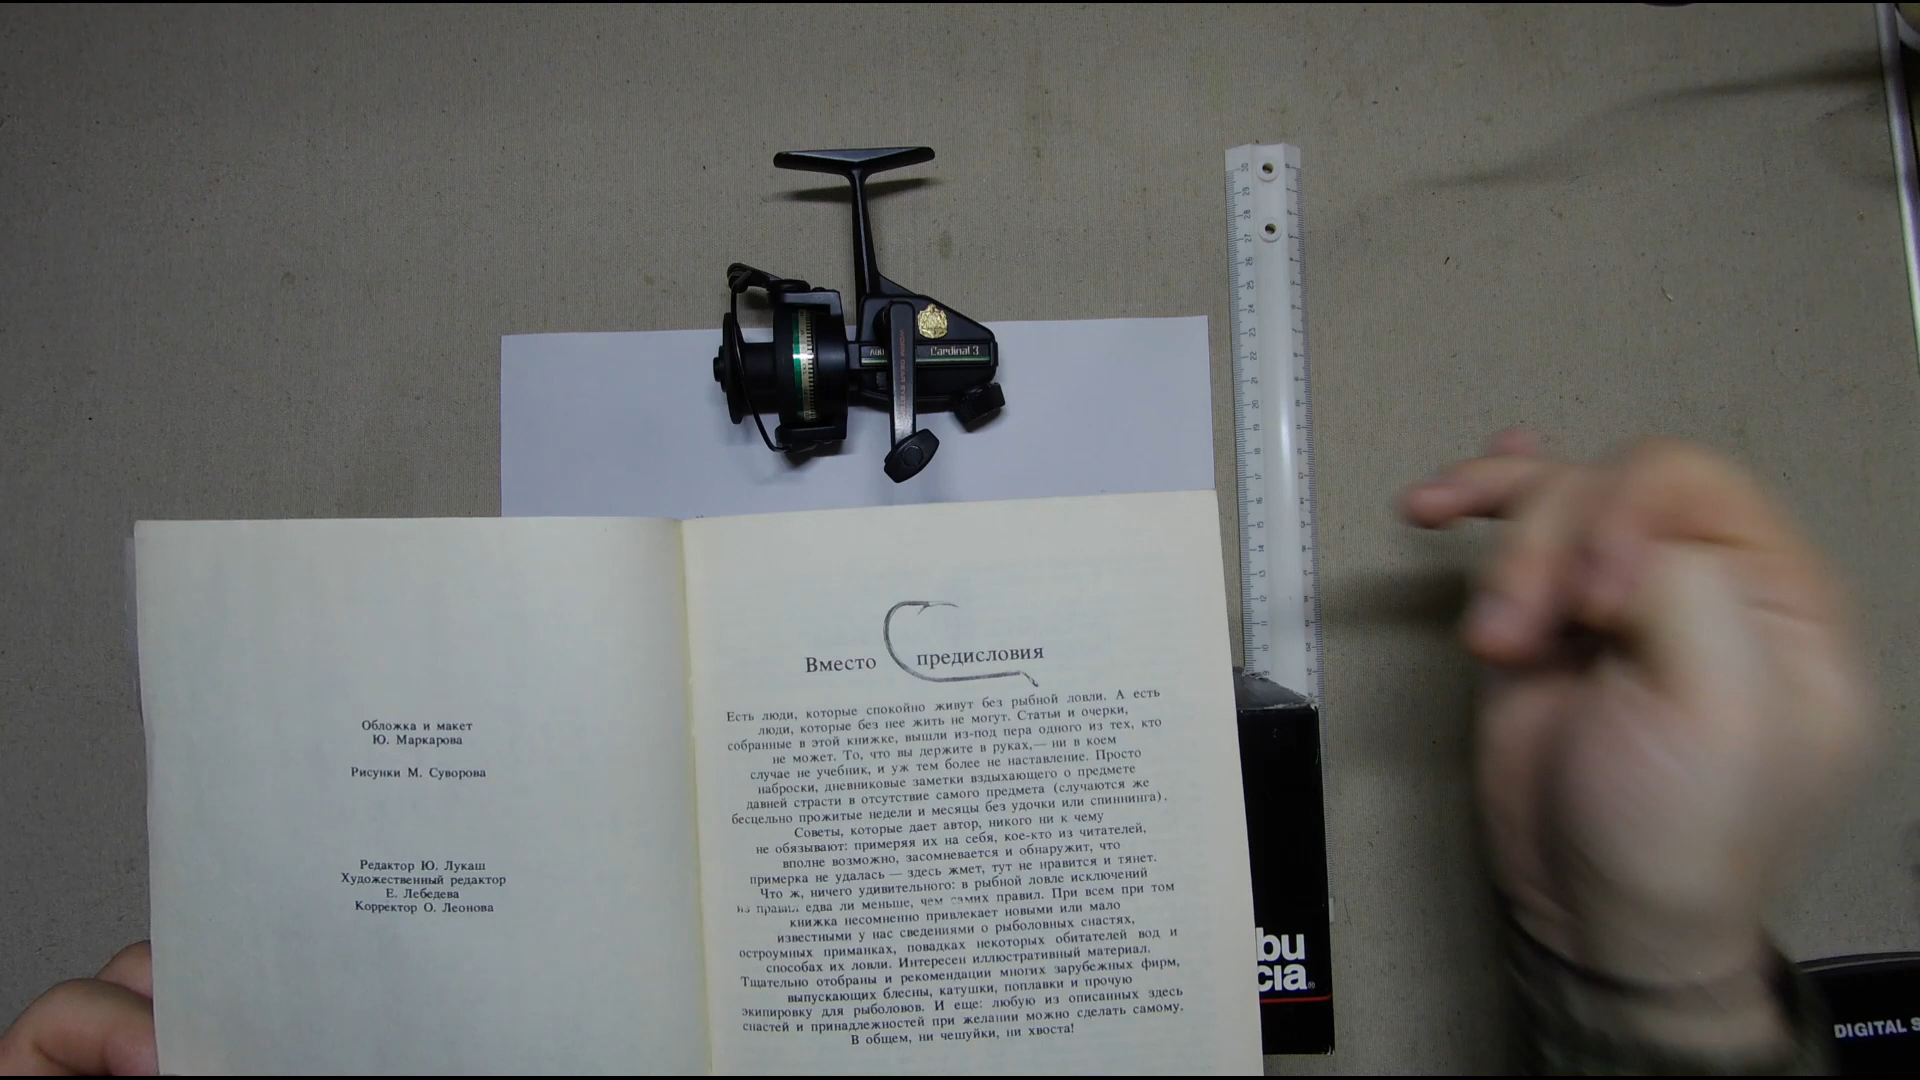 ABU
Cardinal 3
Обложка и макет
Ю. Маркарова
Рисунки М. Суворова
Редактор Ю. Лукаш
Художественный редактор
Е. Лебедева
Корректор О. Леонова
Вместо предисловия
Есть люди, которые спокойно живут без рыбной ловли. А есть
люди, которые без нее жить не могут. Статьи и очерки,
собранные в этой книжке, вышли из-под пера одного из тех, кто
не может. То, что вы держите в руках,— ни в коем
случае не учебник, и уж тем более не наставление. Просто
наброски, дневниковые заметки вздыхающего о предмете
давней страсти в отсутствие самого предмета (случаются же
бесцельно прожитые недели и месяцы без удочки или спиннинга).
Советы, которые дает автор, никого ни к чему
не обязывают: примеряя их на себя, кое-кто из читателей,
вполне возможно, засомневается и обнаружит, что
примерка не удалась — здесь жмет, тут не нравится и тянет.
Что ж, ничего удивительного: в рыбной ловле исключений
из правил едва ли меньше, чем самих правил. При всем при том
книжка несомненно привлекает новыми или мало
известными у нас сведениями о рыболовных снастях,
остроумных приманках, повадках некоторых обитателей вод и
способах их ловли. Интересен иллюстративный материал.
Тщательно отобраны и рекомендации многих зарубежных фирм,
выпускающих блесны, катушки, поплавки и прочую
экипировку для рыболовов. И еще: любую из описанных здесь
снастей и принадлежностей при желании можно сделать самому.
В общем, ни чешуйки, ни хвоста!
bu
cia®
DIGITAL S